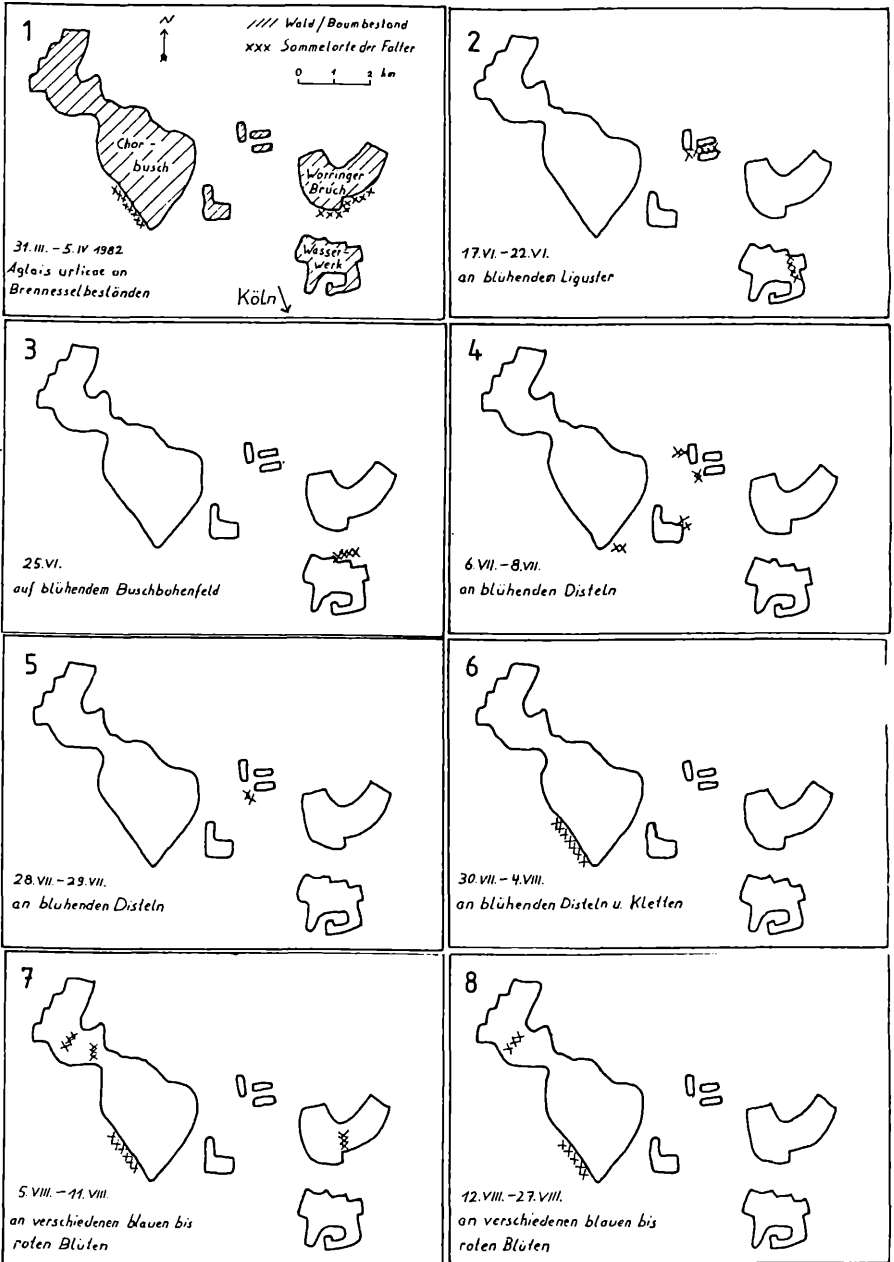 1
N
//// Wald / Baumbestand
xxx Sammelorte der Falter
0 1 2 km
Chor-
busch
Worringer
Bruch
Wasser-
werk
31.III. – 5.IV 1982
Aglais urticae an
Brennesselbeständen
Köln
2
17.VI. – 22.VI.
an blühendem Liguster
3
25.VI.
auf blühendem Buschbohnenfeld
4
6.VII. – 8.VII.
an blühenden Disteln
5
28.VII. – 29.VII.
an blühenden Disteln
6
30.VII. – 4.VIII.
an blühenden Disteln u. Kletten
7
5.VIII. – 11.VIII.
an verschiedenen blauen bis
roten Blüten
8
12.VIII. – 27.VIII.
an verschiedenen blauen bis
roten Blüten